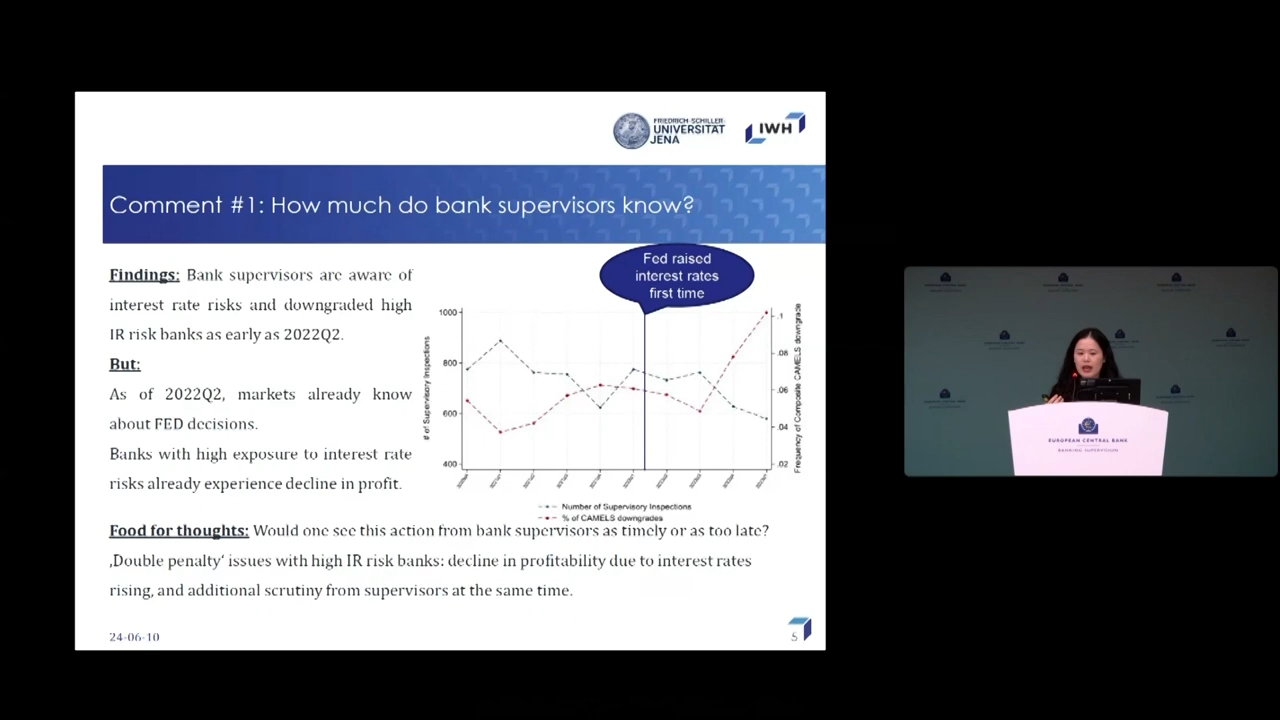 FRIEDRICH-SCHILLER-
UNIVERSITÄT
JENA
IWH
Comment #1: How much do bank supervisors know?
Findings: Bank supervisors are aware of
interest rate risks and downgraded high
IR risk banks as early as 2022Q2.
But:
As of 2022Q2, markets already know
about FED decisions.
Banks with high exposure to interest rate
risks already experience decline in profit.
Fed raised
interest rates
first time
# of Supervisory Inspections
1000
800
600
400
Frequency of Composite CAMELS downgrade
.1
.08
.06
.04
.02
Number of Supervisory Inspections
% of CAMELS downgrades
Food for thoughts: Would one see this action from bank supervisors as timely or as too late?
‚Double penalty‘ issues with high IR risk banks: decline in profitability due to interest rates
rising, and additional scrutiny from supervisors at the same time.
24-06-10
5
EUROPEAN CENTRAL BANK
BANKING SUPERVISION